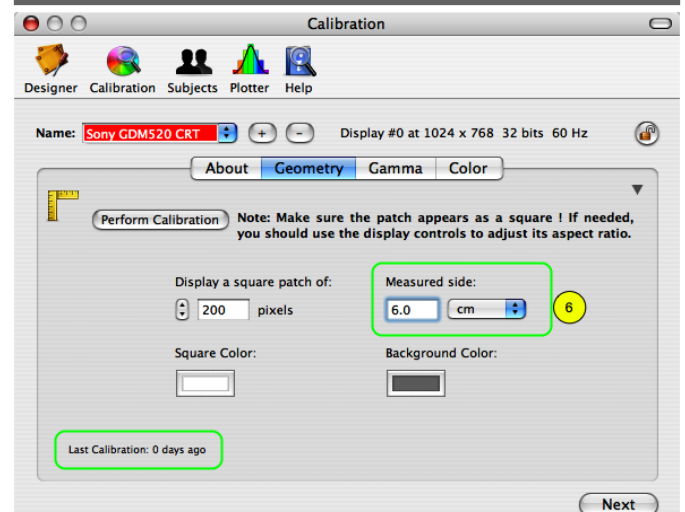 Calibration
Designer Calibration Subjects Plotter Help
Name: Sony GDM520 CRT + - Display #0 at 1024 x 768 32 bits 60 Hz
About Geometry Gamma Color
Perform Calibration Note: Make sure the patch appears as a square ! If needed,
you should use the display controls to adjust its aspect ratio.
Display a square patch of: Measured side:
200 pixels 6.0 cm 6
Square Color: Background Color:
Last Calibration: 0 days ago
Next